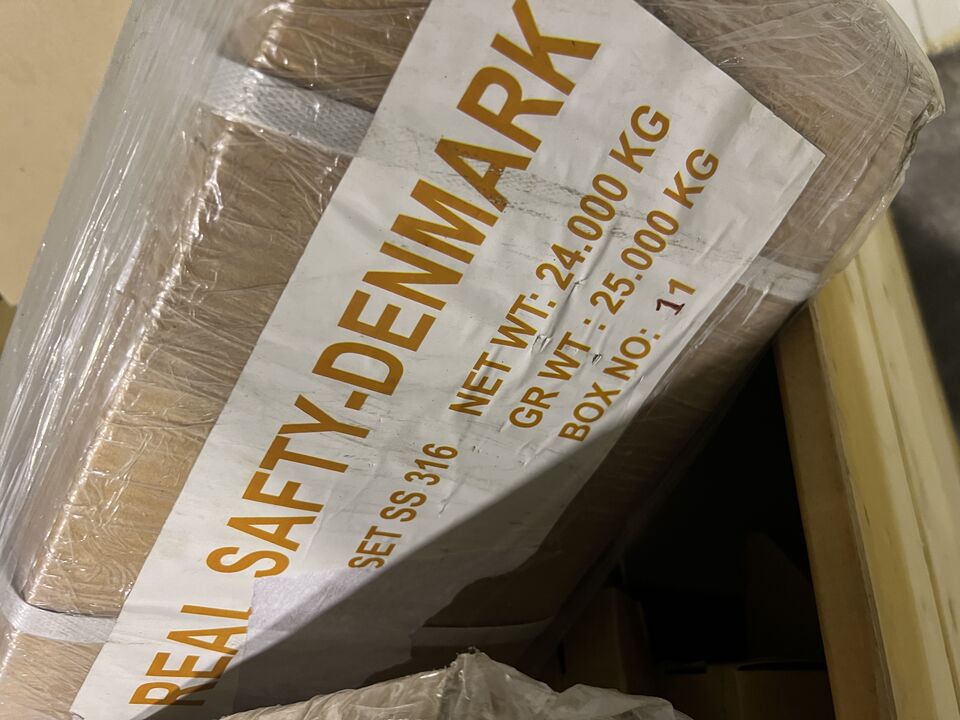 REAL SAFTY-DENMARK
SET SS 316
NET WT: 24.000 KG
GR WT : 25.000 KG
BOX NO: 11